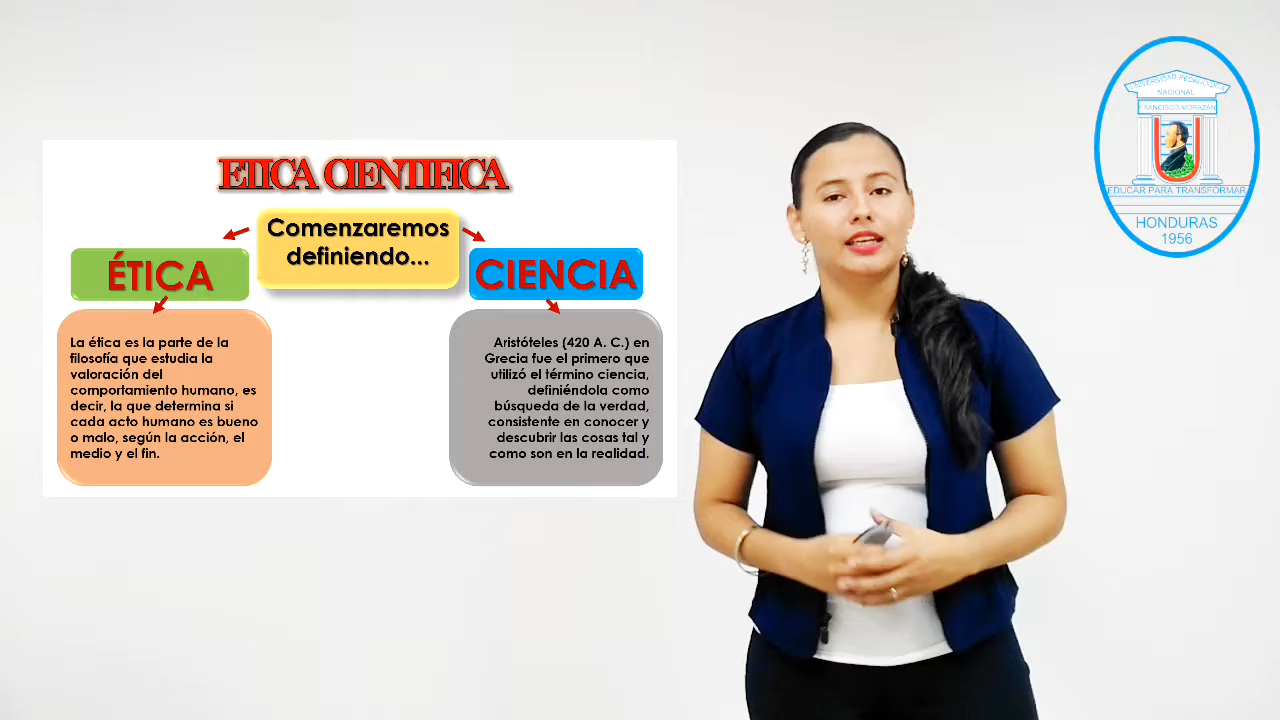 ETICA CIENTIFICA
Comenzaremos
definiendo...
ÉTICA
CIENCIA
La ética es la parte de la
filosofía que estudia la
valoración del
comportamiento humano, es
decir, la que determina si
cada acto humano es bueno
o malo, según la acción, el
medio y el fin.
Aristóteles (420 A. C.) en
Grecia fue el primero que
utilizó el término ciencia,
definiéndola como
búsqueda de la verdad,
consistente en conocer y
descubrir las cosas tal y
como son en la realidad.
UNIVERSIDAD PEDAGOGICA
NACIONAL
FRANCISCO MORAZÁN
EDUCAR PARA TRANSFORMAR
HONDURAS
1956